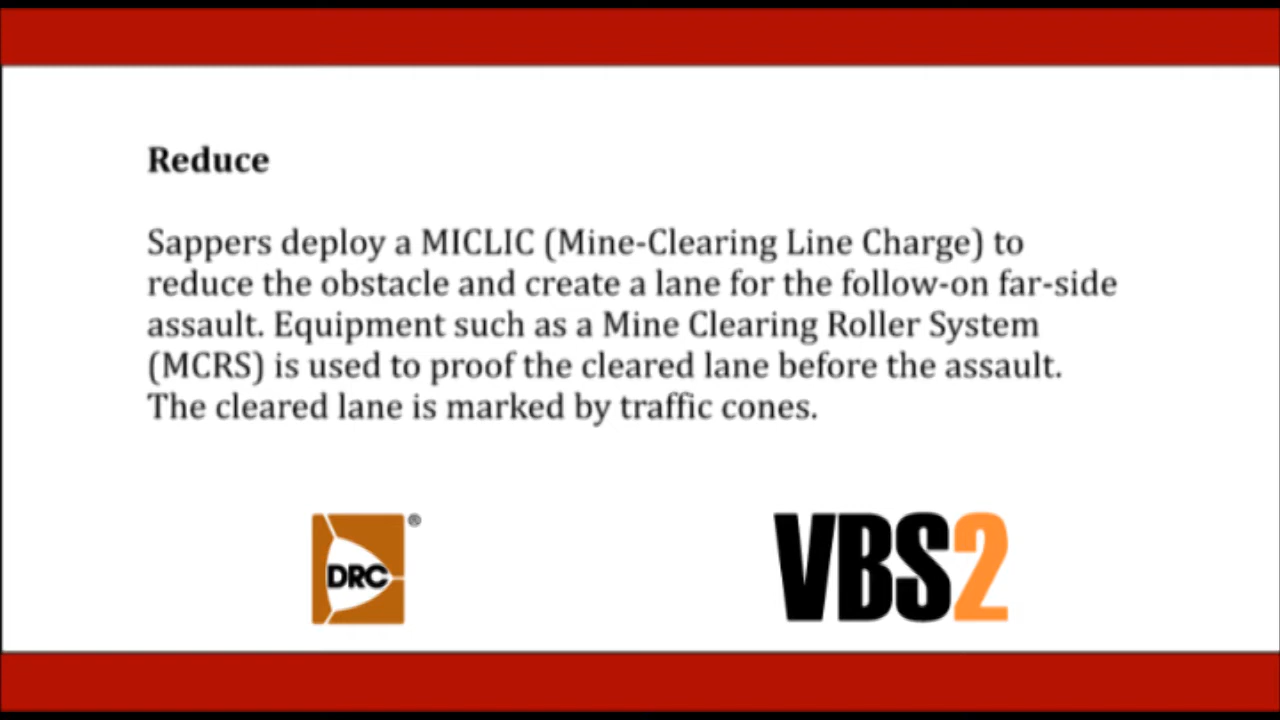 Reduce
Sappers deploy a MICLIC (Mine-Clearing Line Charge) to
reduce the obstacle and create a lane for the follow-on far-side
assault. Equipment such as a Mine Clearing Roller System
(MCRS) is used to proof the cleared lane before the assault.
The cleared lane is marked by traffic cones.
DRC®
VBS2